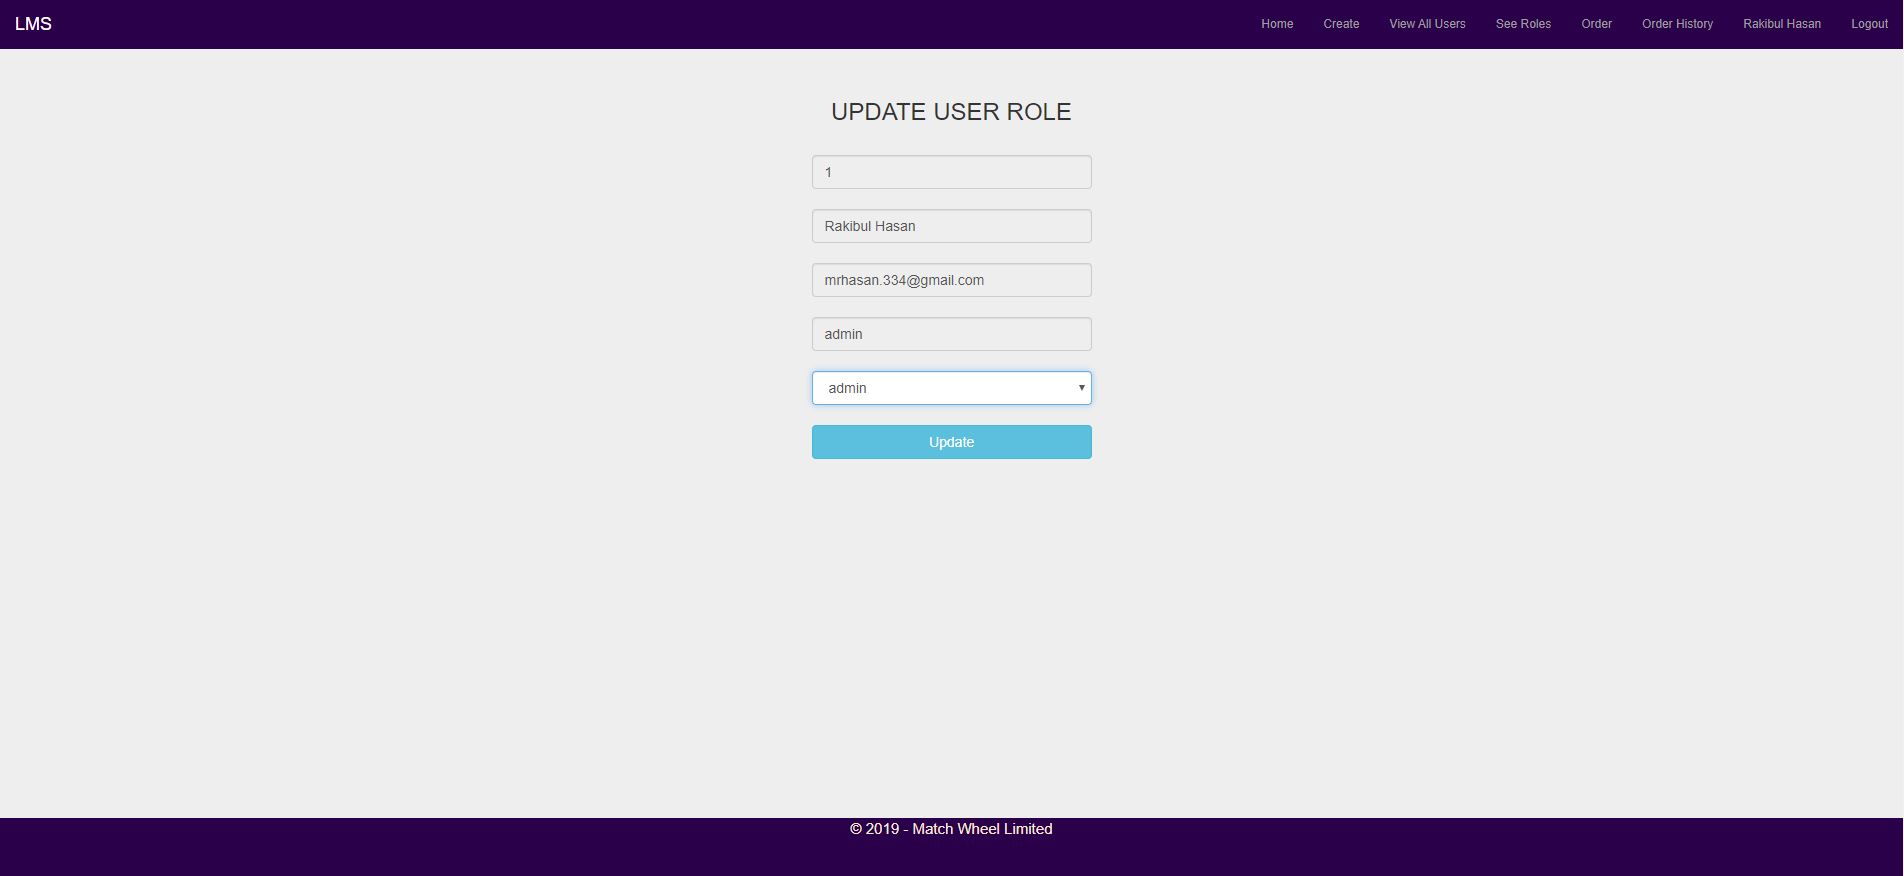 LMS
Home Create View All Users See Roles Order Order History Rakibul Hasan Logout
UPDATE USER ROLE
1
Rakibul Hasan
mrhasan.334@gmail.com
admin
admin
Update
© 2019 - Match Wheel Limited